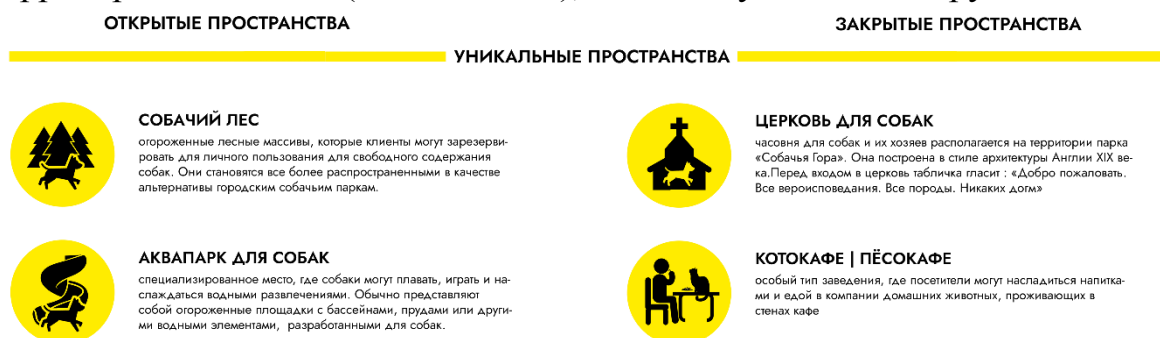 ОТКРЫТЫЕ ПРОСТРАНСТВА
ЗАКРЫТЫЕ ПРОСТРАНСТВА
УНИКАЛЬНЫЕ ПРОСТРАНСТВА
СОБАЧИЙ ЛЕС
огороженные лесные массивы, которые клиенты могут зарезерви-
ровать для личного пользования для свободного содержания
собак. Они становятся все более распространенными в качестве
альтернативы городским собачьим паркам.
ЦЕРКОВЬ ДЛЯ СОБАК
часовня для собак и их хозяев располагается на территории парка
«Собачья Гора». Она построена в стиле архитектуры Англии XIX ве-
ка.Перед входом в церковь табличка гласит : «Добро пожаловать.
Все вероисповедания. Все породы. Никаких догм»
АКВАПАРК ДЛЯ СОБАК
специализированное место, где собаки могут плавать, играть и на-
слаждаться водными развлечениями. Обычно представляют
собой огороженные площадки с бассейнами, прудами или други-
ми водными элементами, разработанными для собак.
КОТОКАФЕ | ПЁСОКАФЕ
особый тип заведения, где посетители могут насладиться напитка-
ми и едой в компании домашних животных, проживающих в
стенах кафе